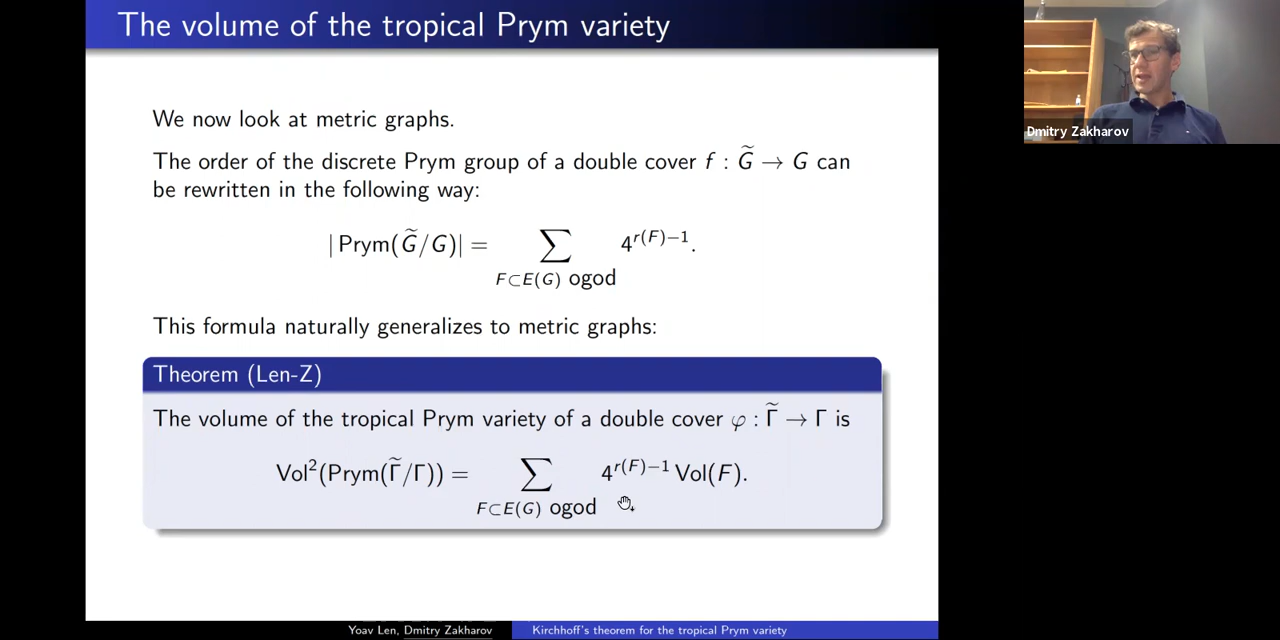 The volume of the tropical Prym variety
We now look at metric graphs.
The order of the discrete Prym group of a double cover f : G̃ → G can
be rewritten in the following way:
| Prym(G̃/G)| = ∑ 4^{r(F)−1}.
F⊂E(G) ogod
This formula naturally generalizes to metric graphs:
Theorem (Len-Z)
The volume of the tropical Prym variety of a double cover φ : Γ̃ → Γ is
Vol²(Prym(Γ̃/Γ)) = ∑ 4^{r(F)−1} Vol(F).
F⊂E(G) ogod
Yoav Len, Dmitry Zakharov
Kirchhoff's theorem for the tropical Prym variety
Dmitry Zakharov